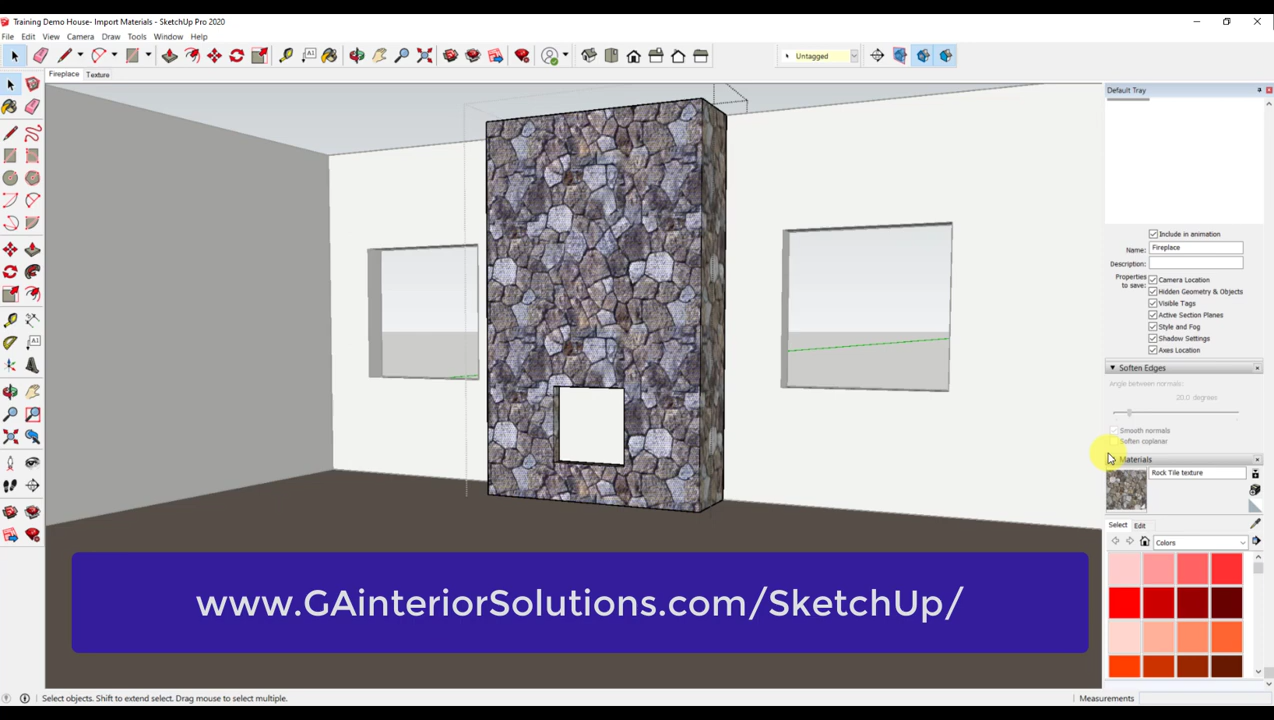 Training Demo House- Import Materials - SketchUp Pro 2020
File Edit View Camera Draw Tools Window Help
Untagged
Fireplace Texture
Default Tray
Include in animation
Name: Fireplace
Description:
Properties to save:
Camera Location
Hidden Geometry & Objects
Visible Tags
Active Section Planes
Style and Fog
Shadow Settings
Axes Location
Soften Edges
Angle between normals:
20.0 degrees
Smooth normals
Soften coplanar
Materials
Rock Tile texture
Select Edit
Colors
www.GAinteriorSolutions.com/SketchUp/
Select objects. Shift to extend select. Drag mouse to select multiple.
Measurements